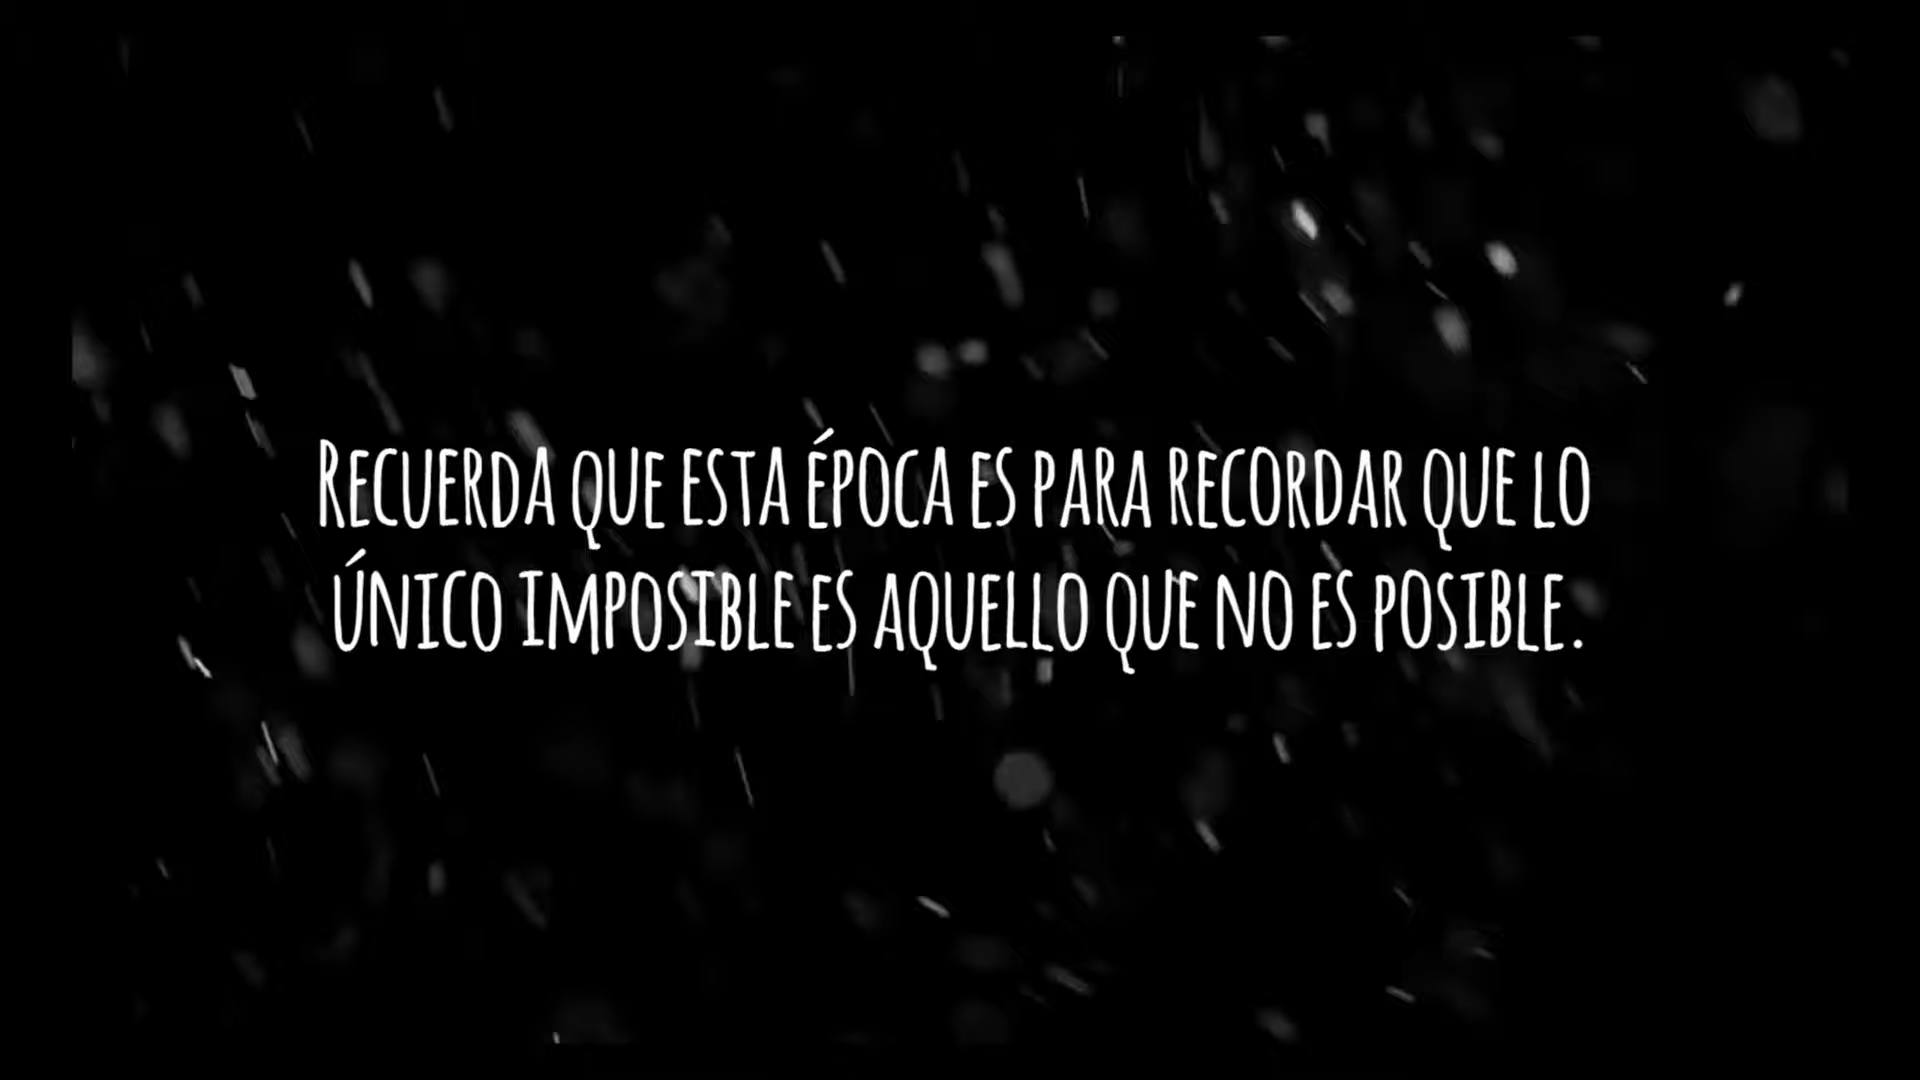 Recuerda que esta época es para recordar que lo
único imposible es aquello que no es posible.